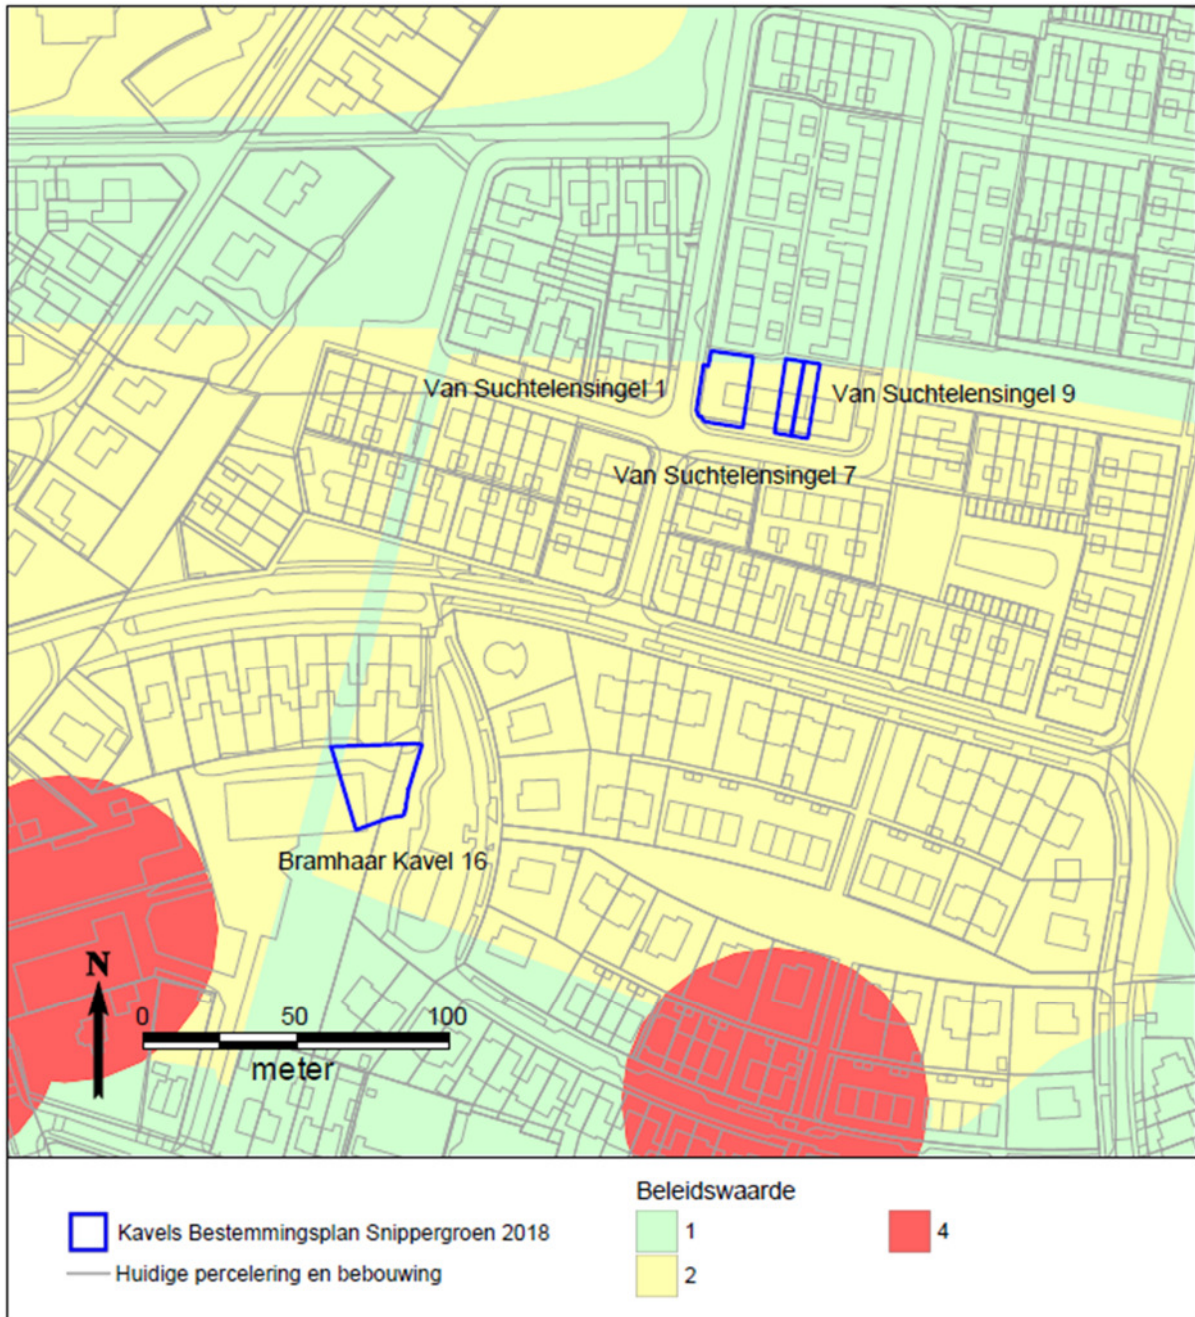 Van Suchtelensingel 1
Van Suchtelensingel 9
Van Suchtelensingel 7
Bramhaar Kavel 16
N
0 50 100
meter
Beleidswaarde
Kavels Bestemmingsplan Snippergroen 2018
1
4
Huidige percelering en bebouwing
2